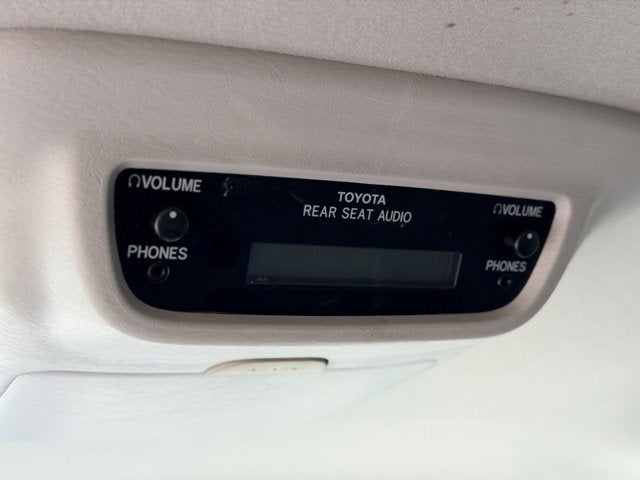 VOLUME
PHONES
TOYOTA
REAR SEAT AUDIO
VOLUME
PHONES